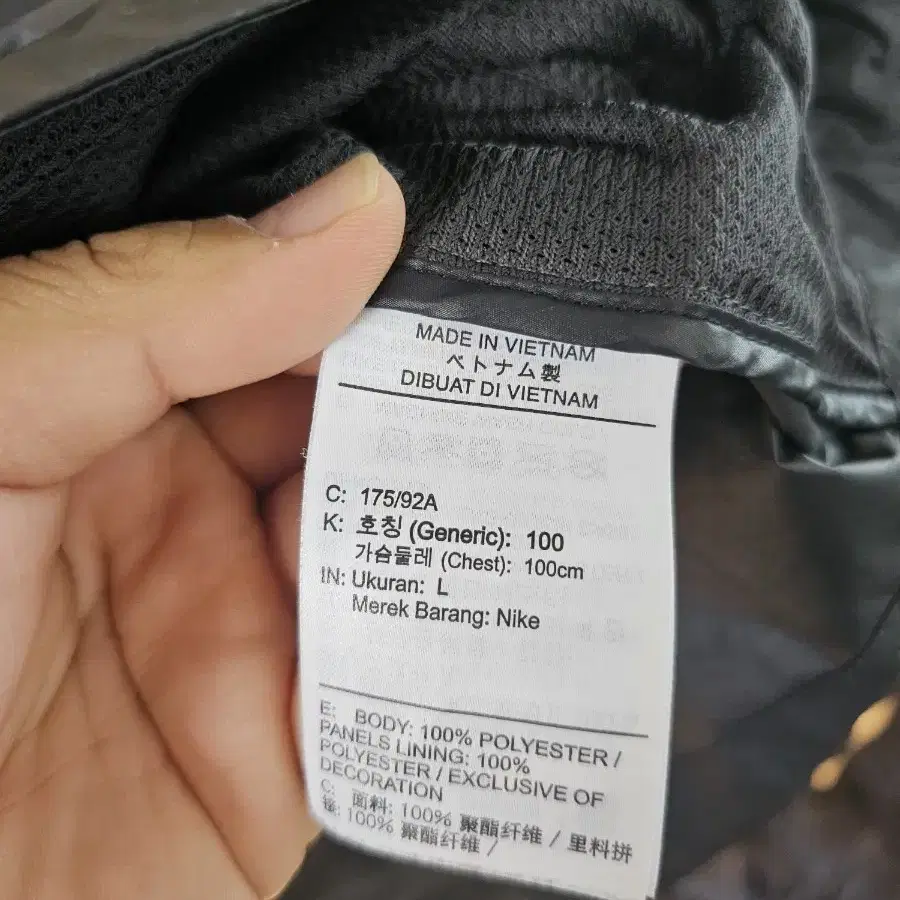 MADE IN VIETNAM
ベトナム製
DIBUAT DI VIETNAM
C: 175/92A
K: 호칭 (Generic): 100
가슴둘레 (Chest): 100cm
IN: Ukuran: L
Merek Barang: Nike
E: BODY: 100% POLYESTER /
PANELS LINING: 100%
POLYESTER / EXCLUSIVE OF
DECORATION
C: 面料: 100% 聚酯纤维 / 里料拼
100% 聚酯纤维 /